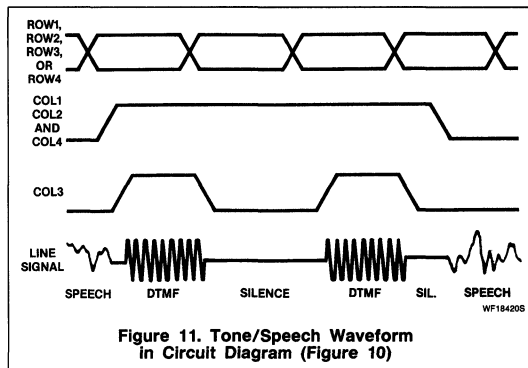 ROW1,
ROW2,
ROW3,
OR
ROW4
COL1
COL2
AND
COL4
COL3
LINE
SIGNAL
SPEECH DTMF SILENCE DTMF SIL. SPEECH
WF18420S
Figure 11. Tone/Speech Waveform
in Circuit Diagram (Figure 10)